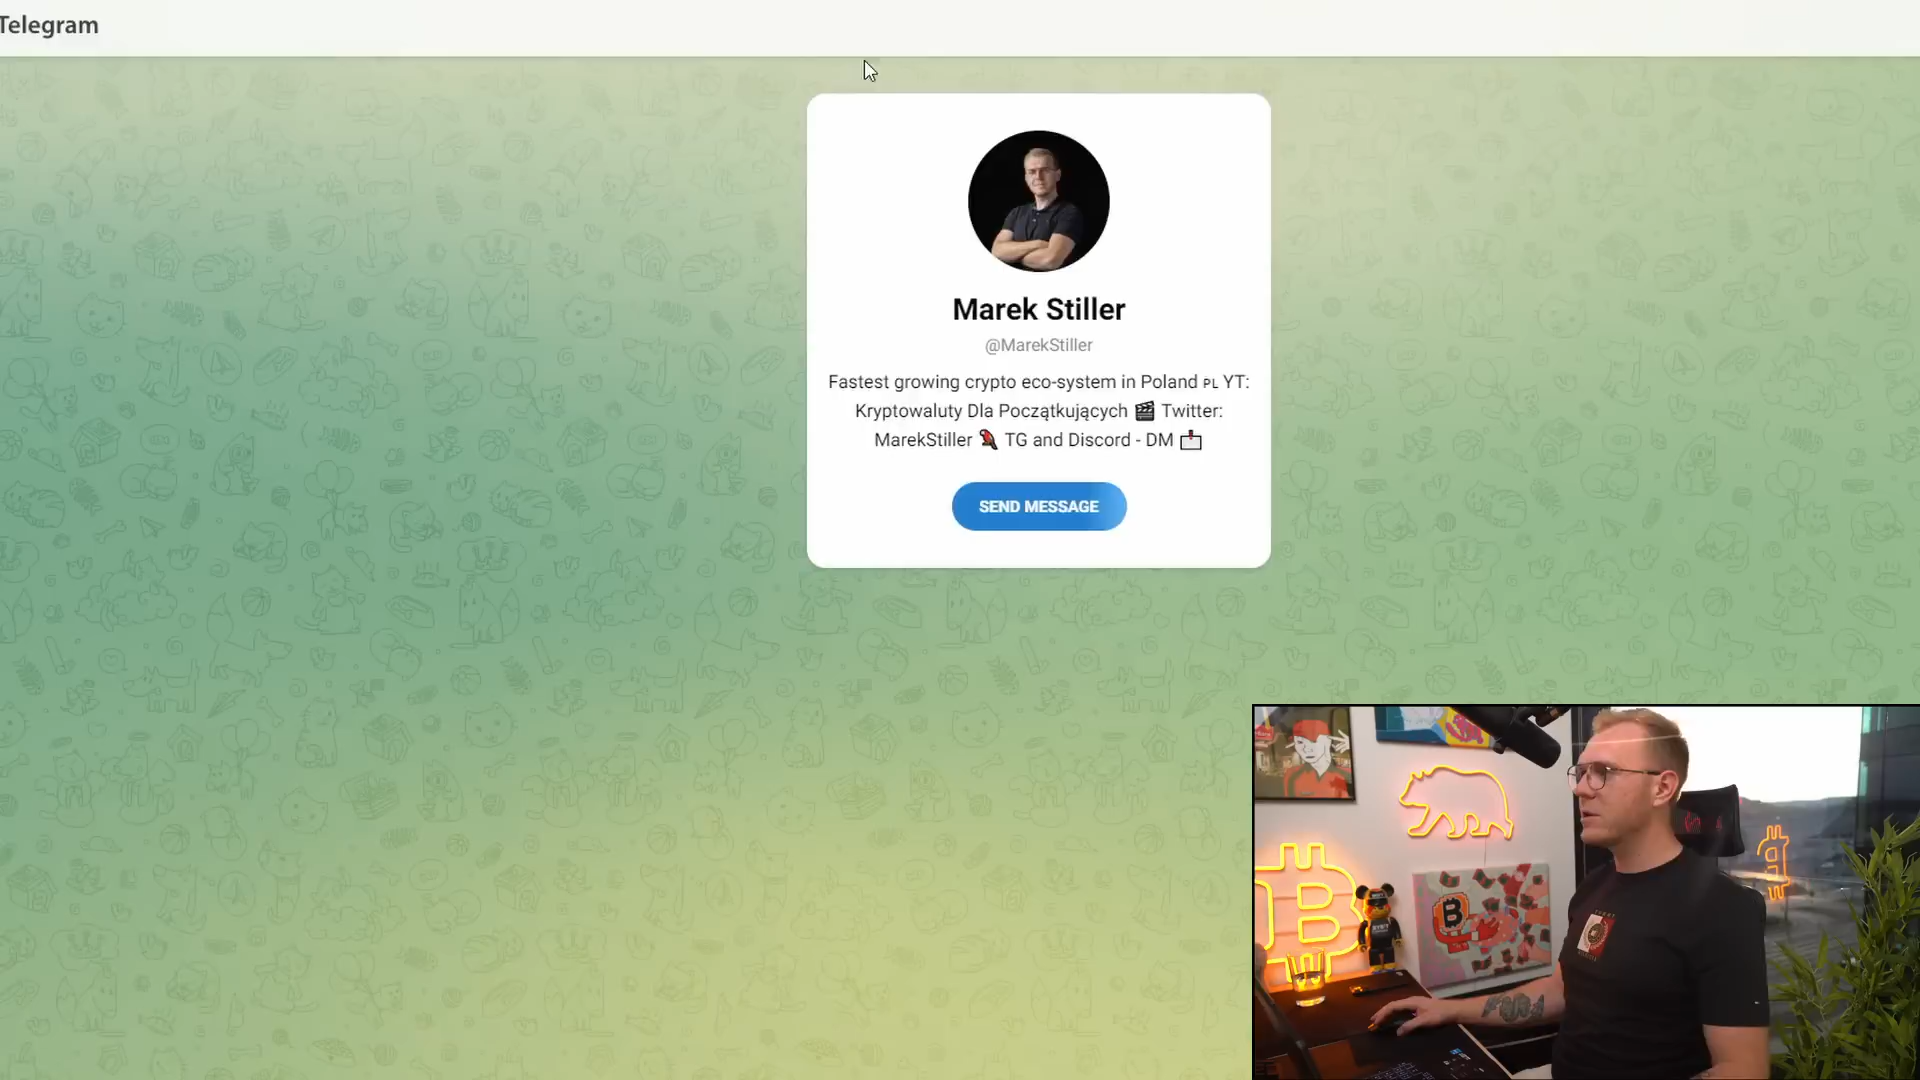 Telegram
Marek Stiller
@MarekStiller
Fastest growing crypto eco-system in Poland PL YT:
Kryptowaluty Dla Początkujących 🎬 Twitter:
MarekStiller 🦜 TG and Discord - DM 📩
SEND MESSAGE